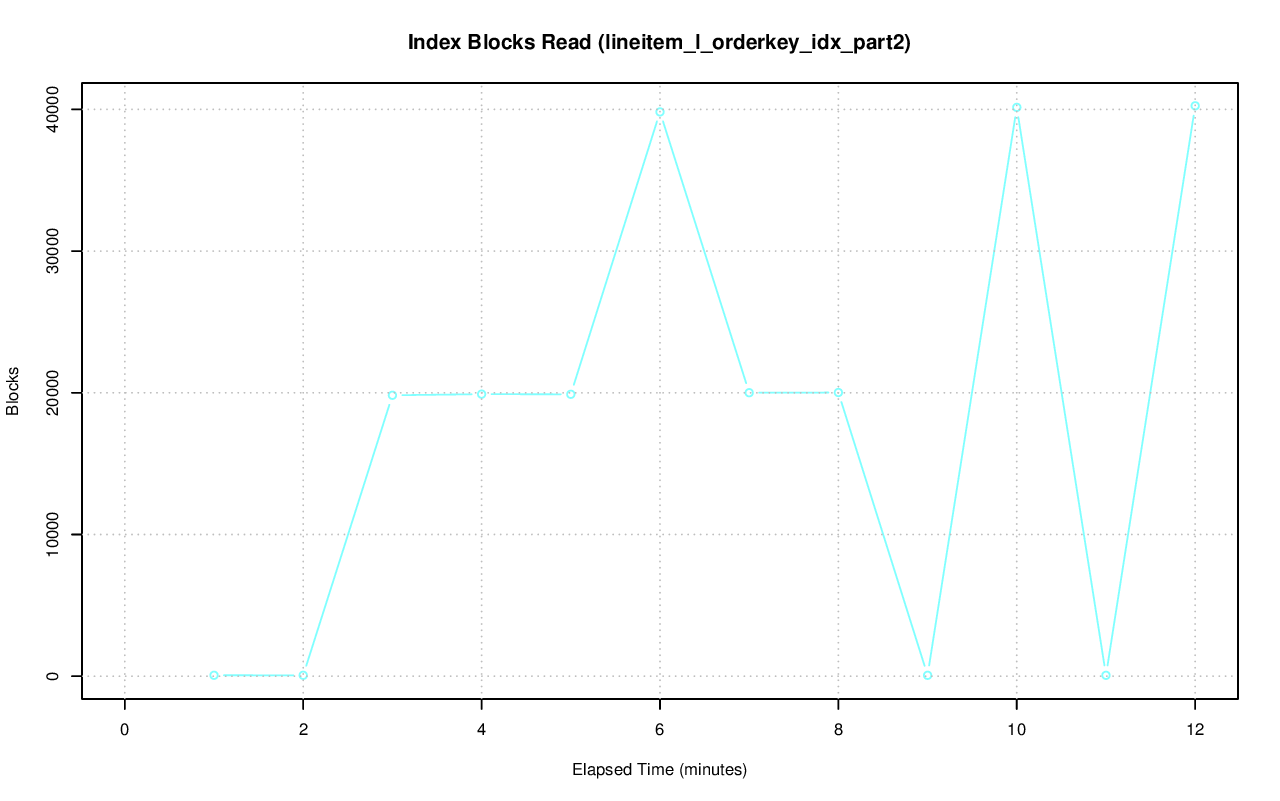 Index Blocks Read (lineitem_l_orderkey_idx_part2)
40000
30000
20000
10000
0
Blocks
0 2 4 6 8 10 12
Elapsed Time (minutes)